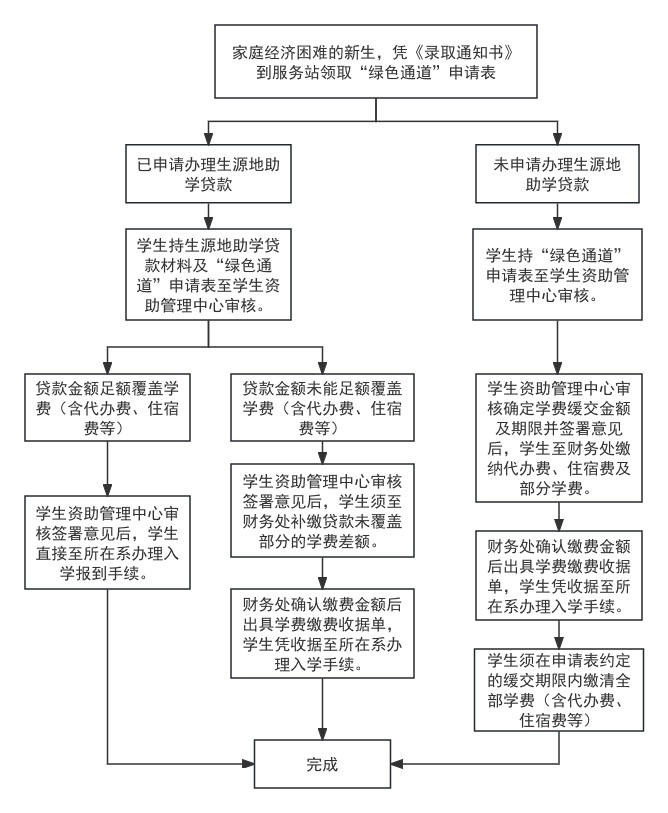 家庭经济困难的新生，凭《录取通知书》
到服务站领取“绿色通道”申请表
已申请办理生源地助
学贷款
未申请办理生源地
助学贷款
学生持生源地助学贷
款材料及“绿色通
道”申请表至学生资
助管理中心审核。
学生持“绿色通道”
申请表至学生资助管
理中心审核。
贷款金额足额覆盖学
费（含代办费、住宿
费等）
贷款金额未能足额覆盖
学费（含代办费、住宿
费等）
学生资助管理中心审
核确定学费缓交金额
及期限并签署意见
后，学生至财务处缴
纳代办费、住宿费及
部分学费。
学生资助管理中心审
核签署意见后，学生
直接至所在系办理入
学报到手续。
学生资助管理中心审核
签署意见后，学生须至
财务处补缴贷款未覆盖
部分的学费差额。
财务处确认缴费金额
后出具学费缴费收据
单，学生凭收据至所
在系办理入学手续。
财务处确认缴费金额后
出具学费缴费收据单，
学生凭收据至所在系办
理入学手续。
学生须在申请表约定
的缓交期限内缴清全
部学费（含代办费、
住宿费等）
完成